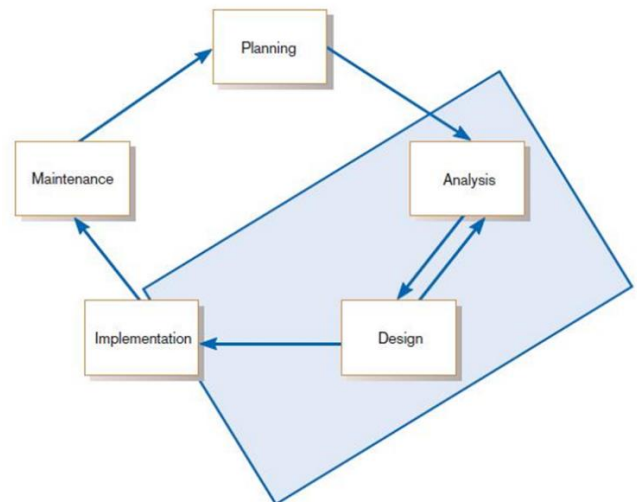 Planning
Analysis
Maintenance
Implementation
Design